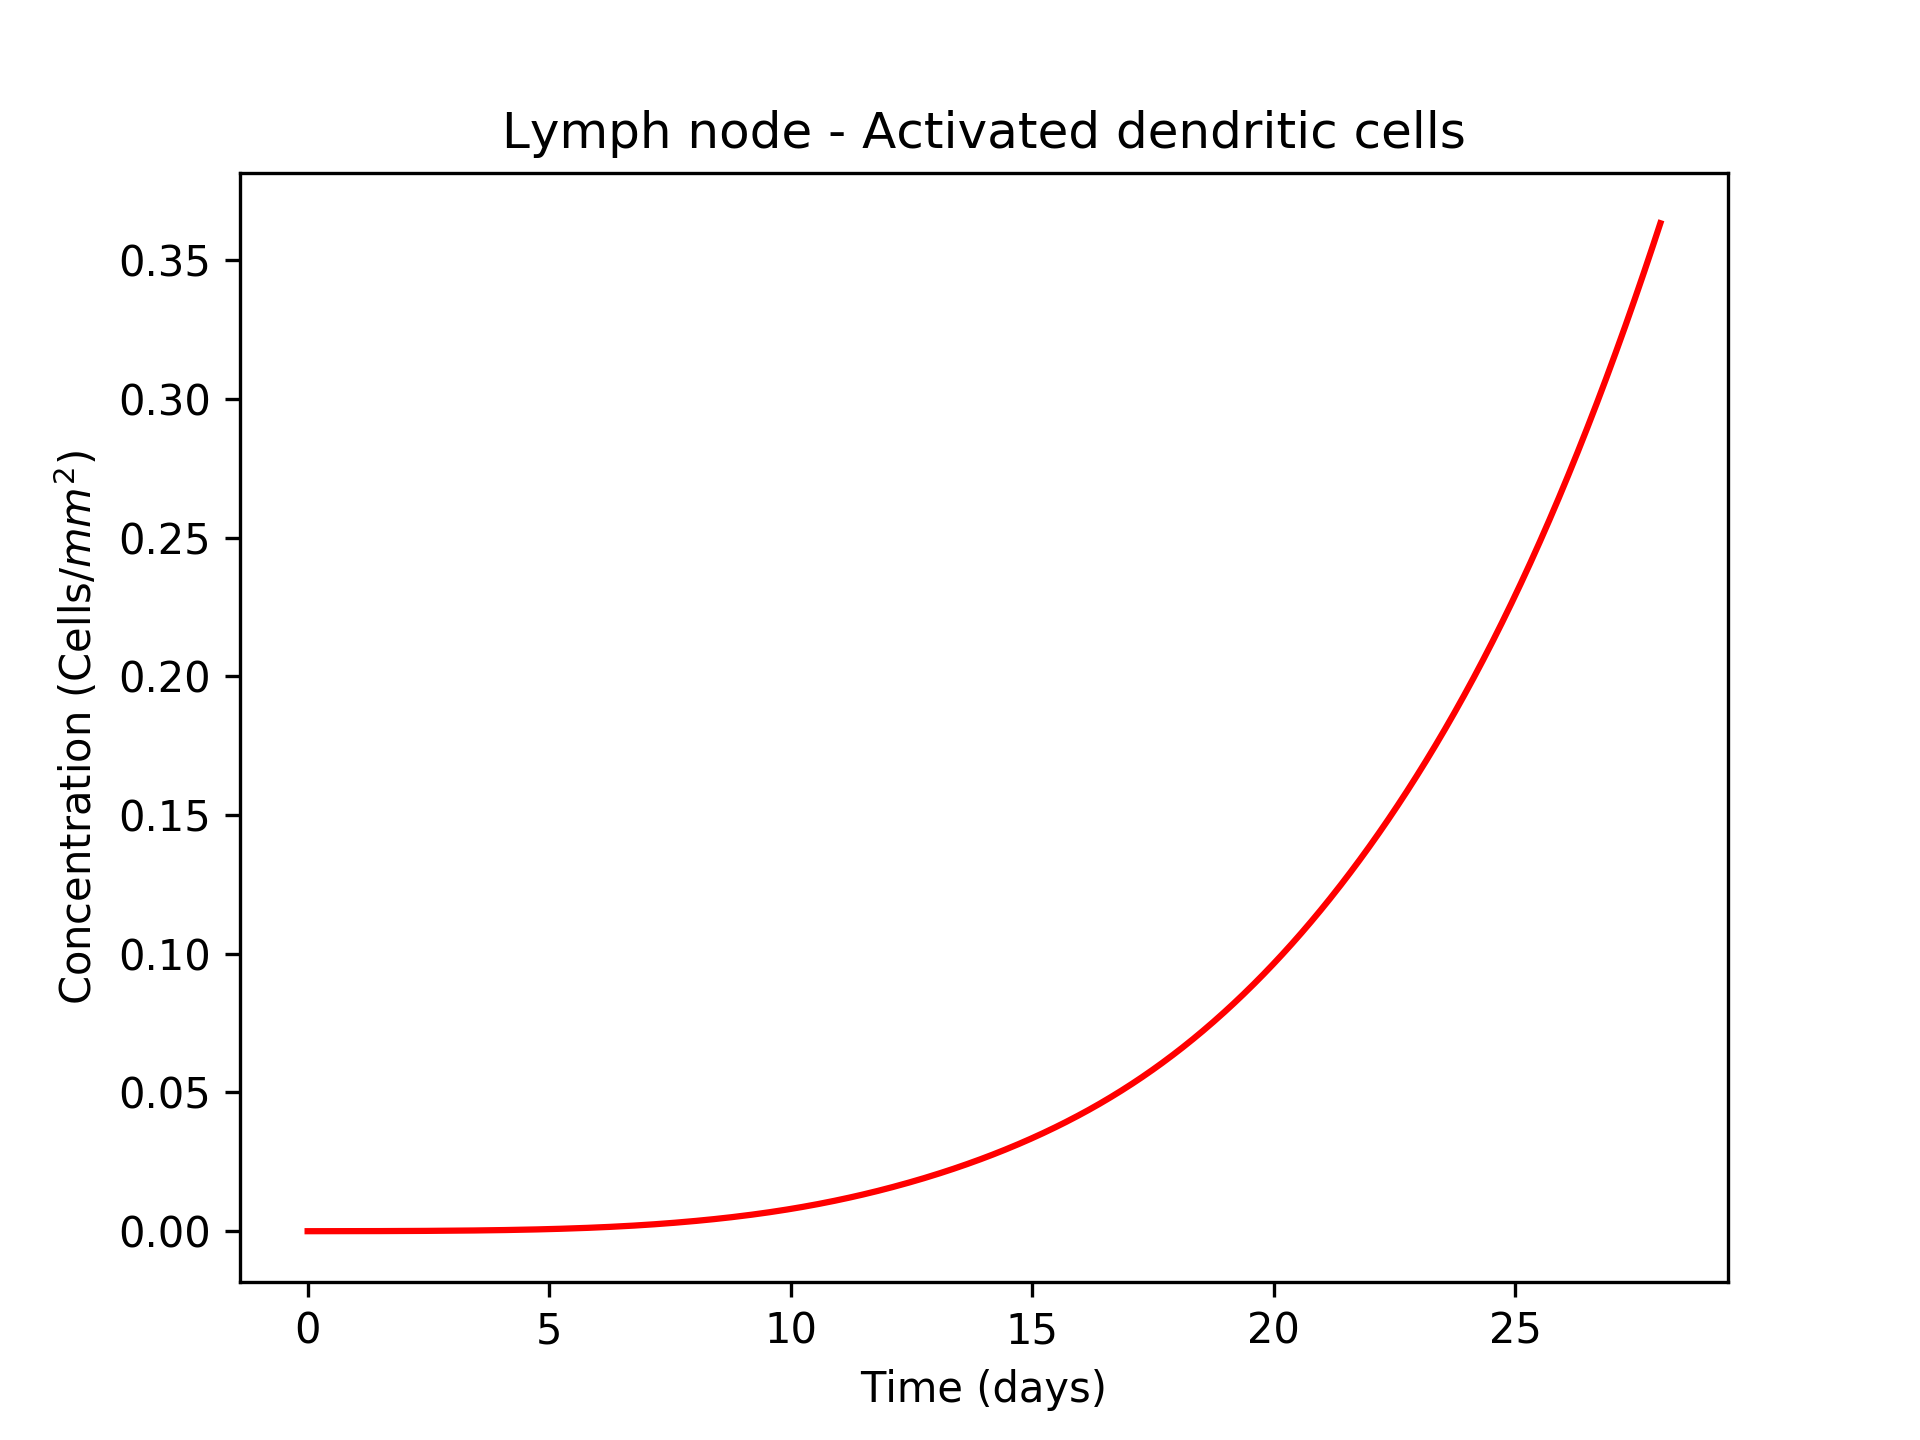 Lymph node - Activated dendritic cells
0.35
0.30
0.25
0.20
0.15
0.10
0.05
0.00
Concentration (Cells/mm²)
0 5 10 15 20 25
Time (days)